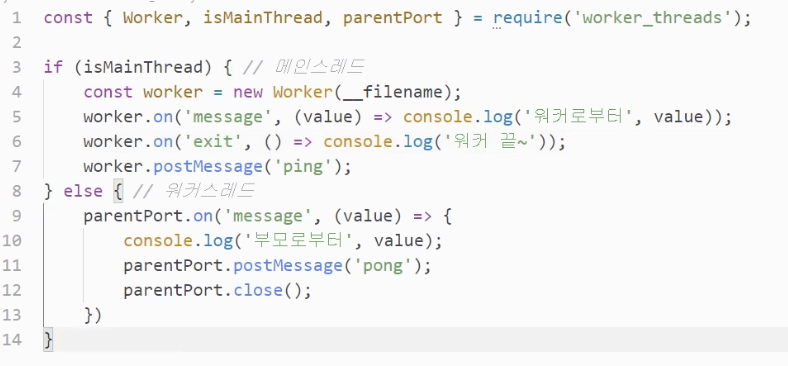 1 const { Worker, isMainThread, parentPort } = require('worker_threads');
2
3 if (isMainThread) { // 메인스레드
4 const worker = new Worker(__filename);
5 worker.on('message', (value) => console.log('워커로부터', value));
6 worker.on('exit', () => console.log('워커 끝~'));
7 worker.postMessage('ping');
8 } else { // 워커스레드
9 parentPort.on('message', (value) => {
10 console.log('부모로부터', value);
11 parentPort.postMessage('pong');
12 parentPort.close();
13 })
14 }